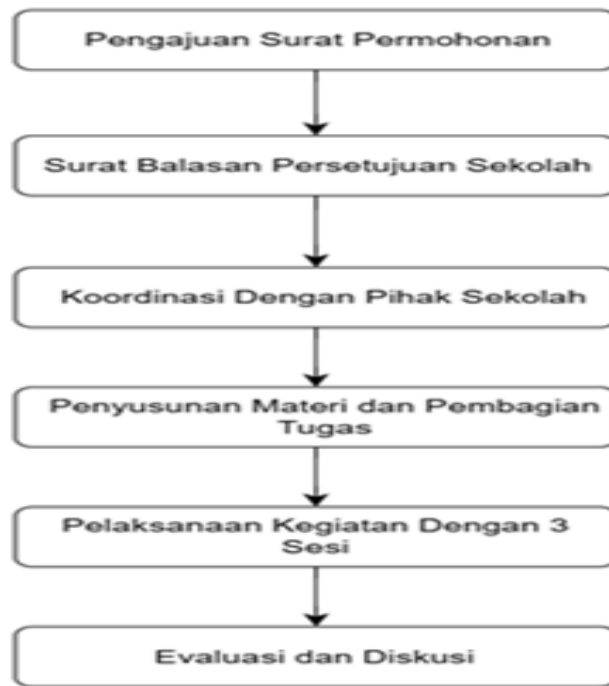 Pengajuan Surat Permohonan
Surat Balasan Persetujuan Sekolah
Koordinasi Dengan Pihak Sekolah
Penyusunan Materi dan Pembagian
Tugas
Pelaksanaan Kegiatan Dengan 3
Sesi
Evaluasi dan Diskusi